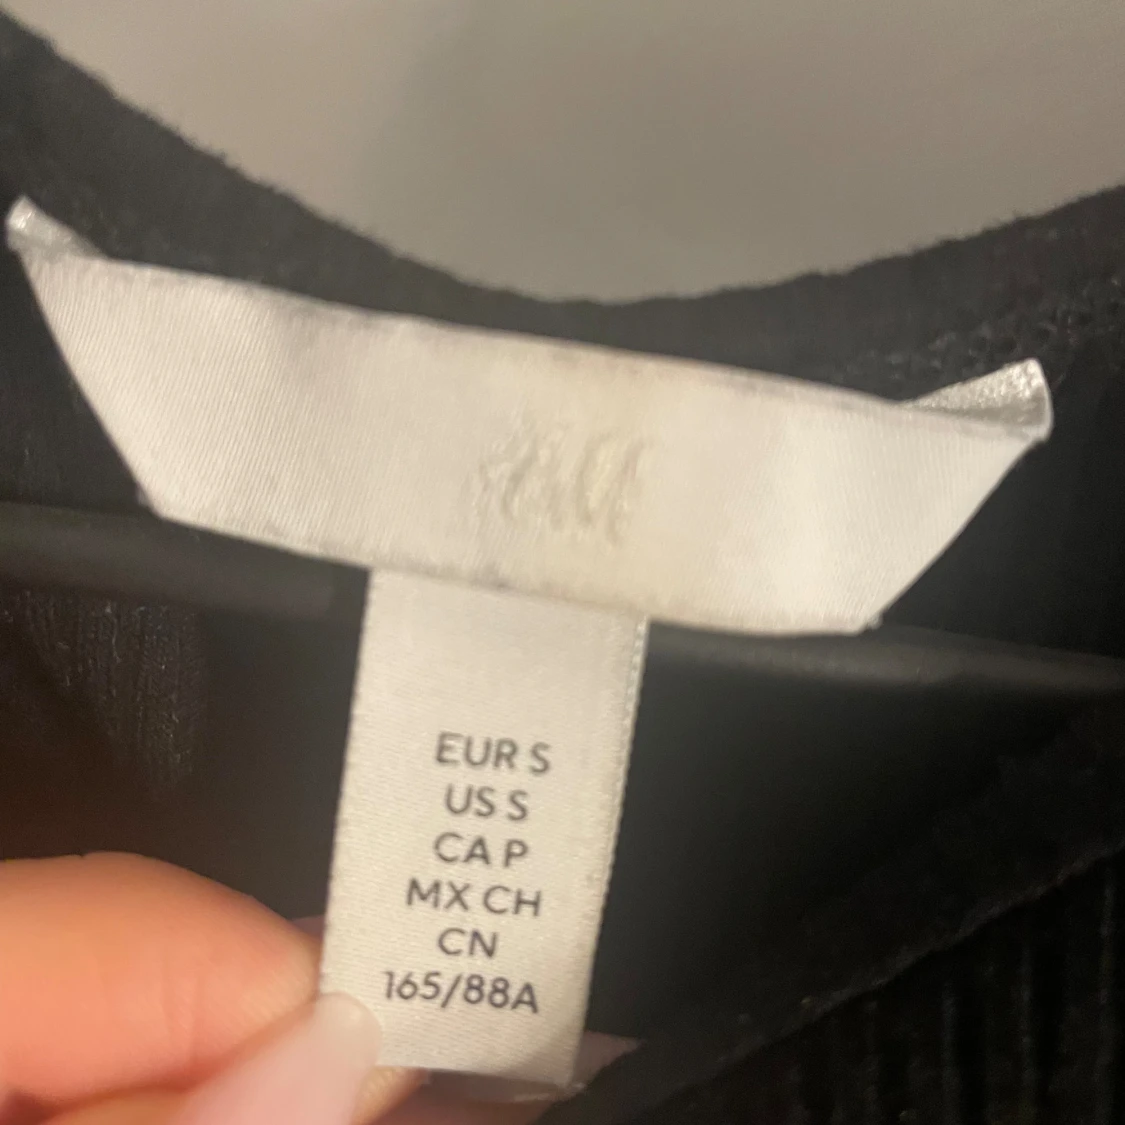 H&M
EUR S
US S
CA P
MX CH
CN
165/88A